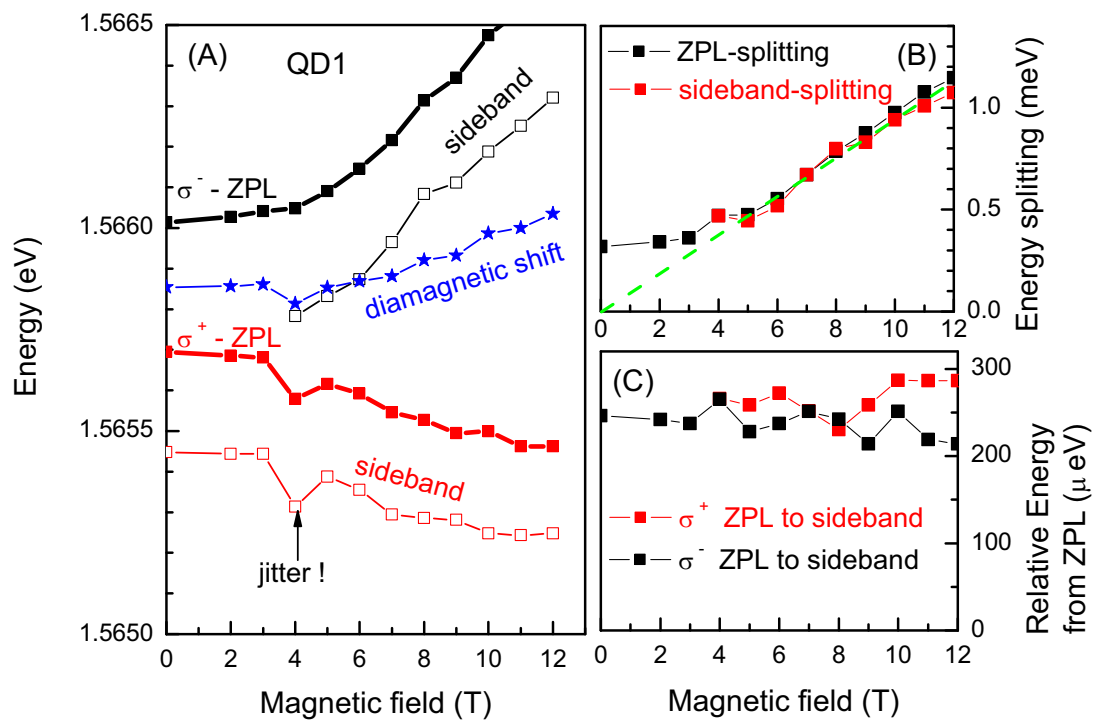 (A)
QD1
1.5665
1.5660
1.5655
1.5650
Energy (eV)
σ⁻ - ZPL
sideband
diamagnetic shift
σ⁺ - ZPL
sideband
jitter !
0 2 4 6 8 10 12
Magnetic field (T)
ZPL-splitting
(B)
sideband-splitting
1.0
0.5
0.0
Energy splitting (meV)
0 2 4 6 8 10 12
(C)
300
200
100
0
σ⁺ ZPL to sideband
σ⁻ ZPL to sideband
Relative Energy
from ZPL (μ eV)
0 2 4 6 8 10 12
Magnetic field (T)